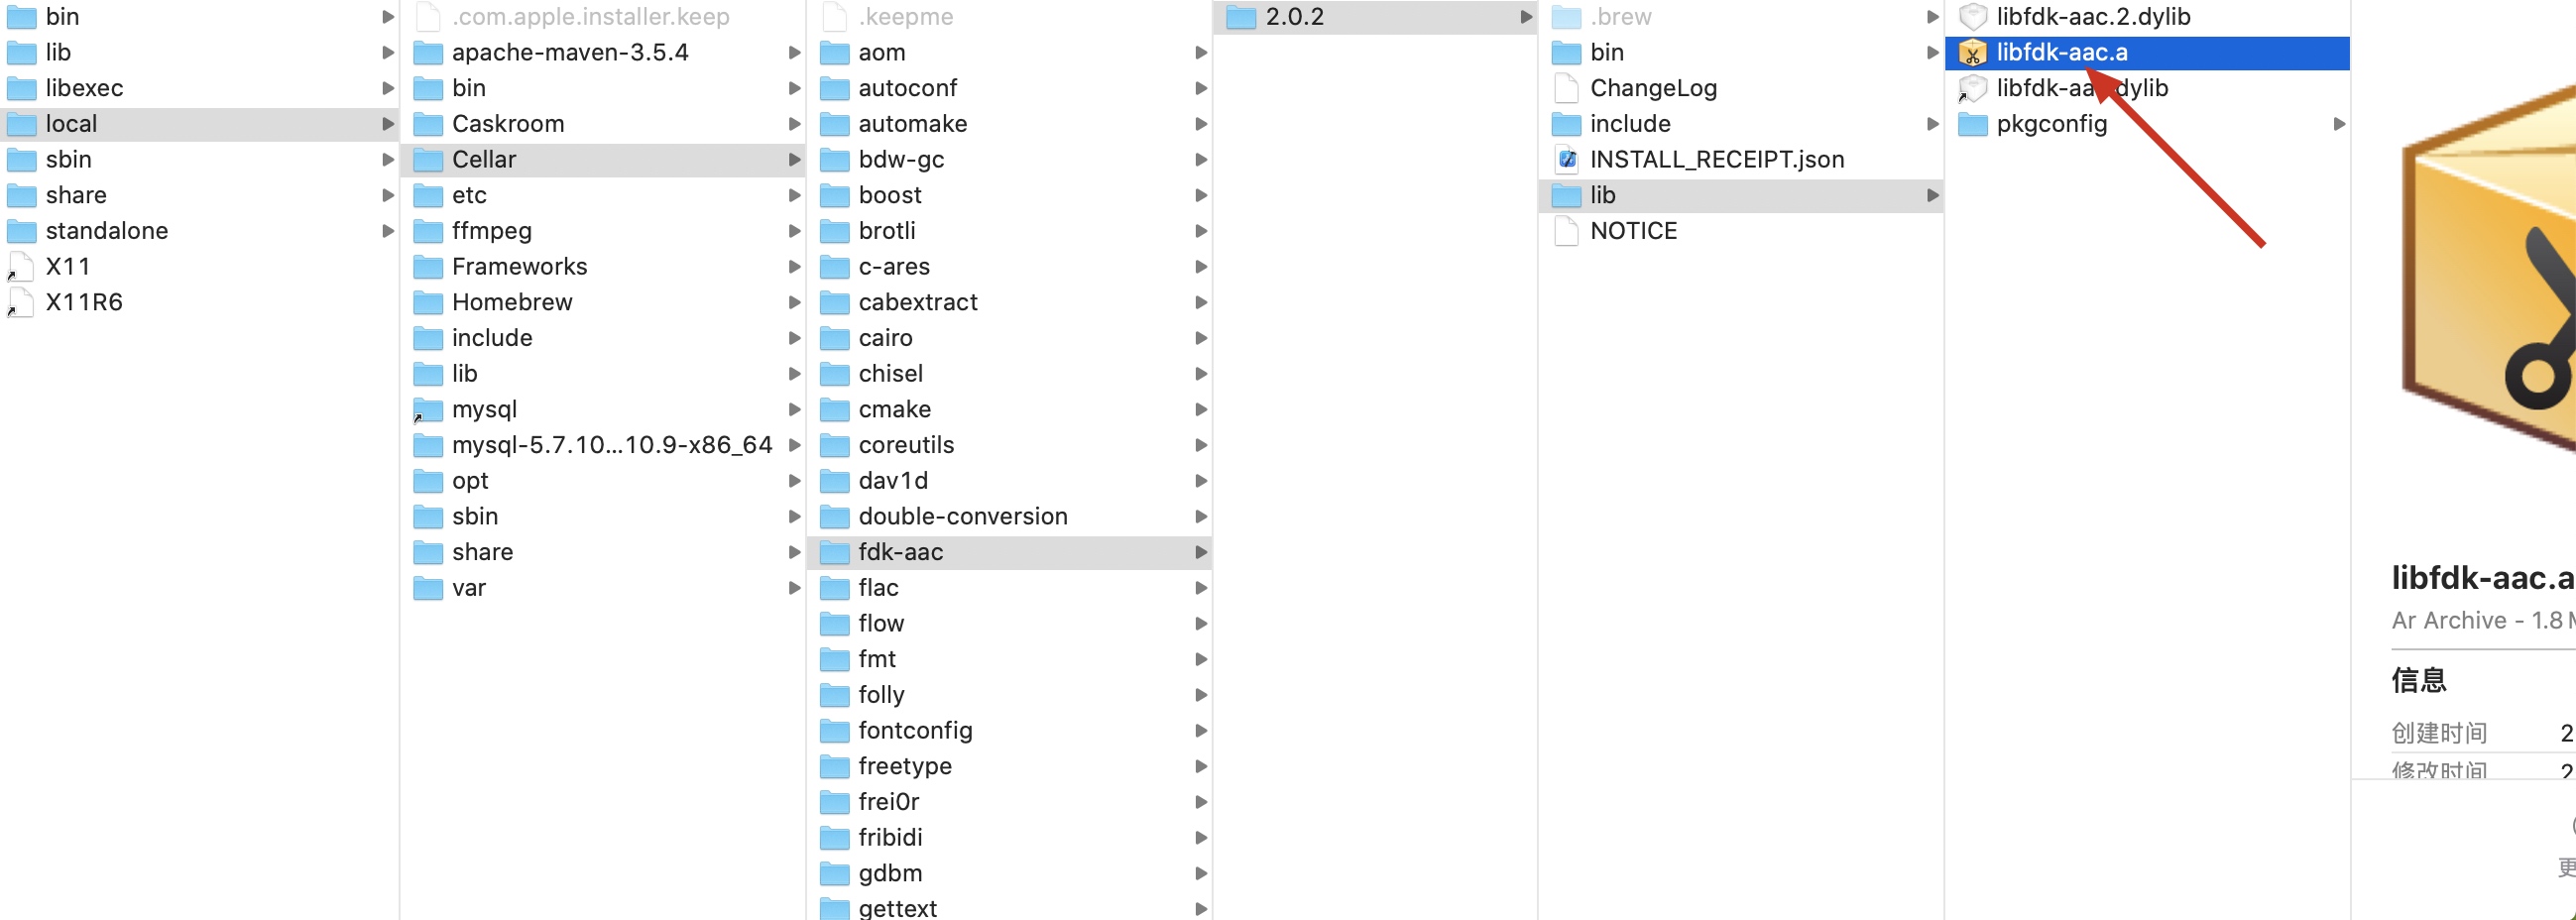 bin
lib
libexec
local
sbin
share
standalone
X11
X11R6
.com.apple.installer.keep
apache-maven-3.5.4
bin
Caskroom
Cellar
etc
ffmpeg
Frameworks
Homebrew
include
lib
mysql
mysql-5.7.10...10.9-x86_64
opt
sbin
share
var
.keepme
aom
autoconf
automake
bdw-gc
boost
brotli
c-ares
cabextract
cairo
chisel
cmake
coreutils
dav1d
double-conversion
fdk-aac
flac
flow
fmt
folly
fontconfig
freetype
frei0r
fribidi
gdbm
gettext
2.0.2
.brew
bin
ChangeLog
include
INSTALL_RECEIPT.json
lib
NOTICE
libfdk-aac.2.dylib
libfdk-aac.a
libfdk-aa dylib
pkgconfig
libfdk-aac.a
Ar Archive - 1.8 M
信息
创建时间 2
修改时间 2
更